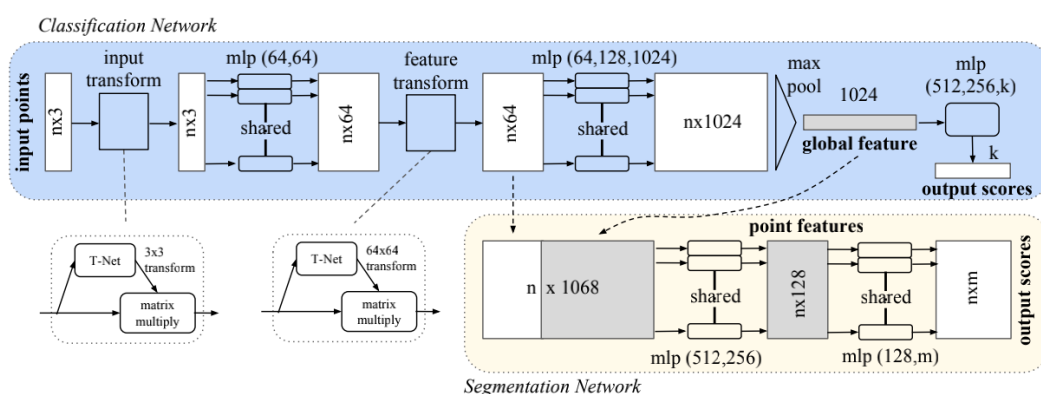 Classification Network
input points
nx3
input
transform
nx3
mlp (64,64)
shared
nx64
feature
transform
nx64
mlp (64,128,1024)
shared
nx1024
max
pool
1024
global feature
mlp
(512,256,k)
k
output scores
T-Net
3x3
transform
matrix
multiply
T-Net
64x64
transform
matrix
multiply
point features
n x 1068
shared
mlp (512,256)
nx128
shared
mlp (128,m)
nxm
output scores
Segmentation Network